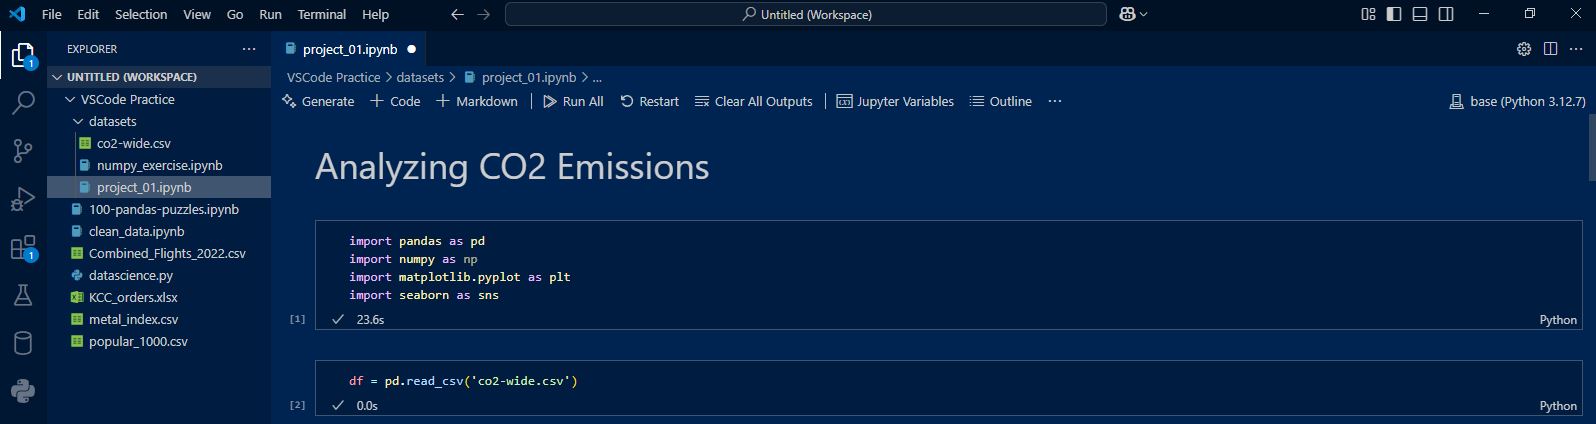 File Edit Selection View Go Run Terminal Help Untitled (Workspace)
EXPLORER
project_01.ipynb
UNTITLED (WORKSPACE)
VSCode Practice
datasets
co2-wide.csv
numpy_exercise.ipynb
project_01.ipynb
100-pandas-puzzles.ipynb
clean_data.ipynb
Combined_Flights_2022.csv
datascience.py
KCC_orders.xlsx
metal_index.csv
popular_1000.csv
1
1
VSCode Practice > datasets > project_01.ipynb > ...
Generate + Code + Markdown Run All Restart Clear All Outputs Jupyter Variables Outline ... base (Python 3.12.7)
Analyzing CO2 Emissions
import pandas as pd
import numpy as np
import matplotlib.pyplot as plt
import seaborn as sns
[1] 23.6s Python
df = pd.read_csv('co2-wide.csv')
[2] 0.0s Python